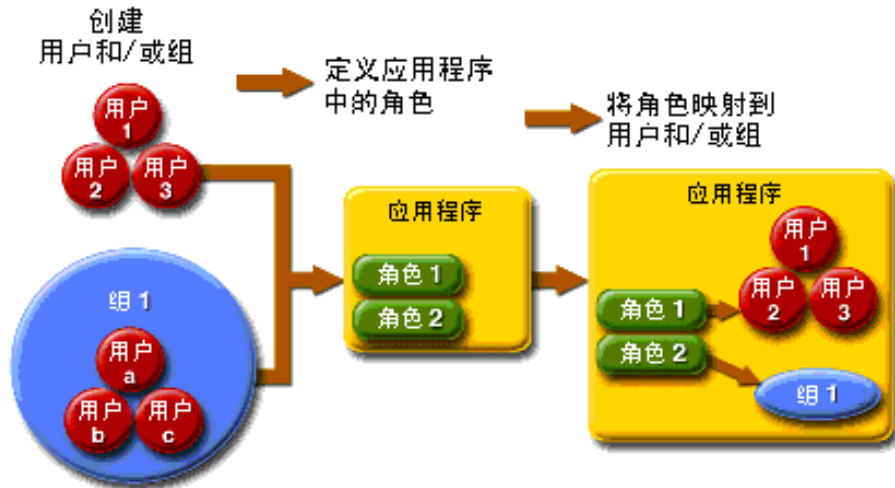 创建
用户和/或组
定义应用程序
中的角色
将角色映射到
用户和/或组
用户
1
用户
2
用户
3
组 1
用户
a
用户
b
用户
c
应用程序
角色 1
角色 2
应用程序
用户
1
用户
2
用户
3
角色 1
角色 2
组 1